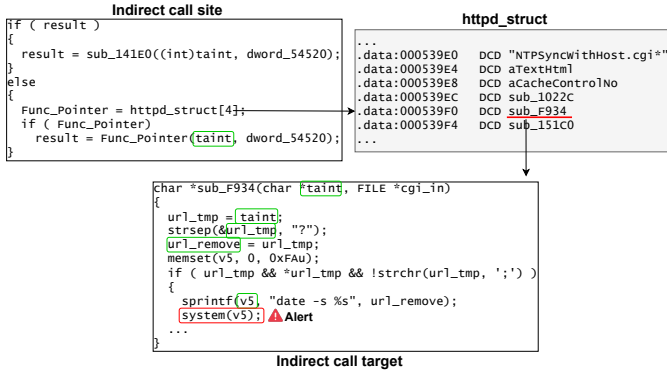 Indirect call site
if ( result )
{
result = sub_141E0((int)taint, dword_54520);
}
else
{
Func_Pointer = httpd_struct[4];
if ( Func_Pointer)
result = Func_Pointer(taint, dword_54520);
}
httpd_struct
...
.data:000539E0 DCD "NTPSyncWithHost.cgi*"
.data:000539E4 DCD aTextHtml
.data:000539E8 DCD aCacheControlNo
.data:000539EC DCD sub_1022C
.data:000539F0 DCD sub_F934
.data:000539F4 DCD sub_151C0
...
char *sub_F934(char *taint, FILE *cgi_in)
{
url_tmp = taint;
strsep(&url_tmp, "?");
url_remove = url_tmp;
memset(v5, 0, 0xFAu);
if ( url_tmp && *url_tmp && !strchr(url_tmp, ';') )
{
sprintf(v5, "date -s %s", url_remove);
system(v5); Alert
...
}
Indirect call target